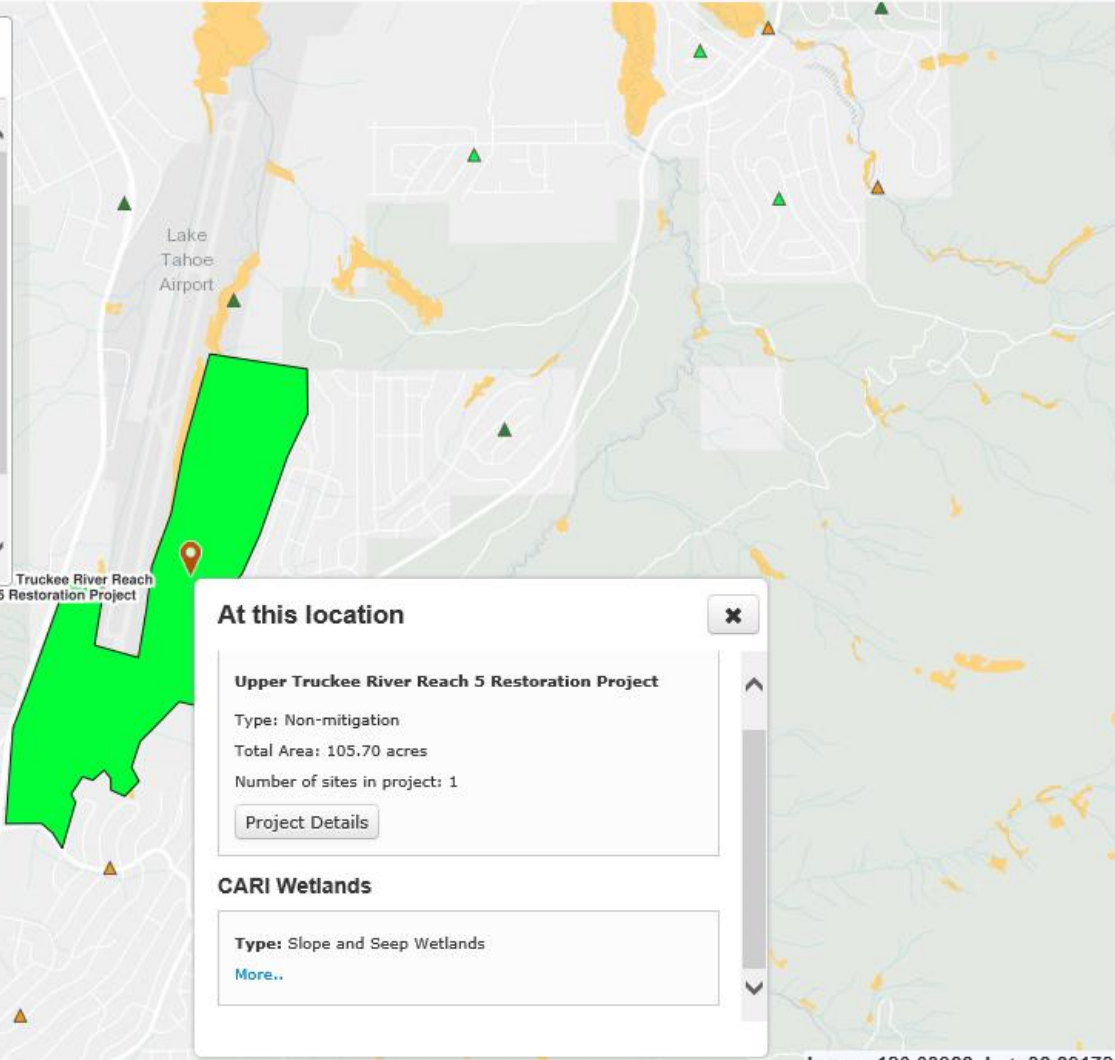 Lake
Tahoe
Airport
Truckee River Reach
5 Restoration Project
At this location
Upper Truckee River Reach 5 Restoration Project
Type: Non-mitigation
Total Area: 105.70 acres
Number of sites in project: 1
Project Details
CARI Wetlands
Type: Slope and Seep Wetlands
More..